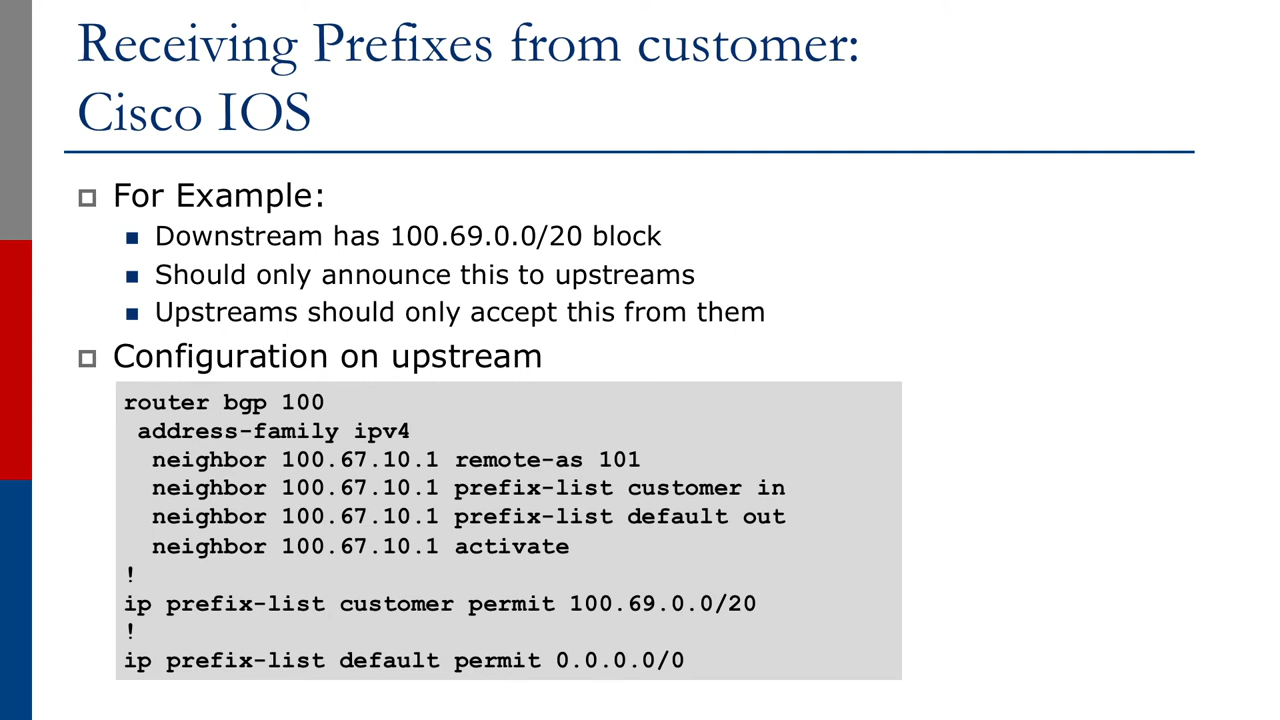 Receiving Prefixes from customer:
Cisco IOS
For Example:
Downstream has 100.69.0.0/20 block
Should only announce this to upstreams
Upstreams should only accept this from them
Configuration on upstream
router bgp 100
address-family ipv4
neighbor 100.67.10.1 remote-as 101
neighbor 100.67.10.1 prefix-list customer in
neighbor 100.67.10.1 prefix-list default out
neighbor 100.67.10.1 activate
!
ip prefix-list customer permit 100.69.0.0/20
!
ip prefix-list default permit 0.0.0.0/0